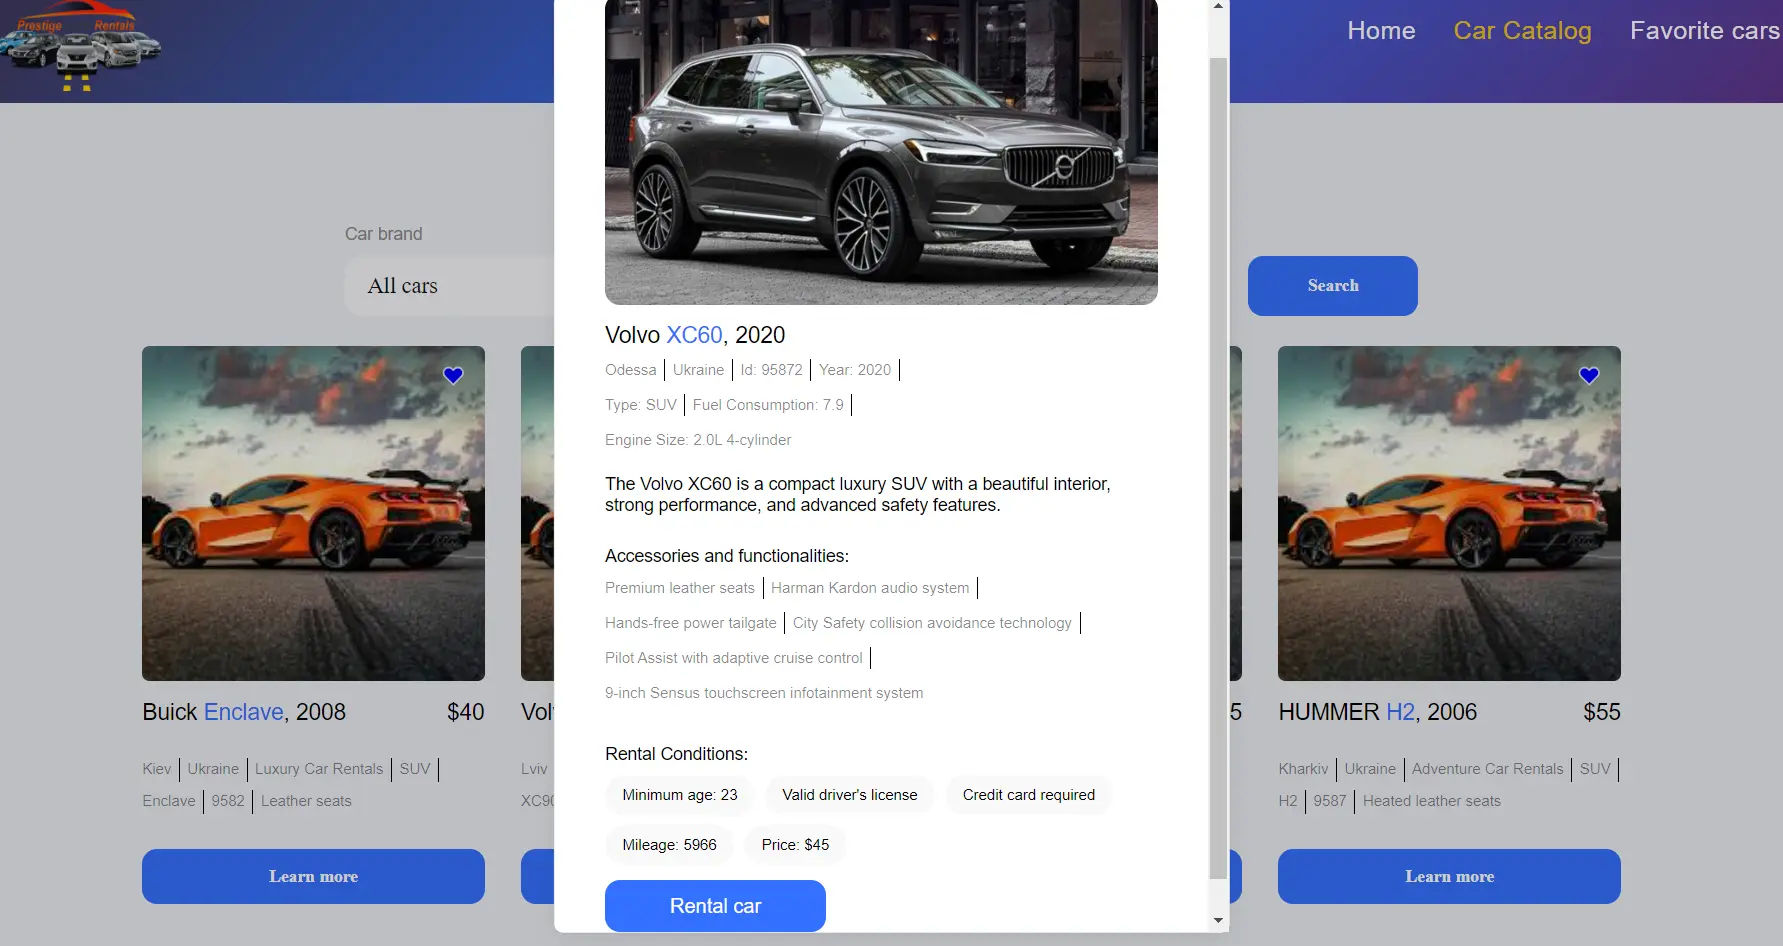 Prestige Rentals
Home
Car Catalog
Favorite cars
Car brand
All cars
Search
Volvo XC60, 2020
Odessa
Ukraine
Id: 95872
Year: 2020
Type: SUV
Fuel Consumption: 7.9
Engine Size: 2.0L 4-cylinder
The Volvo XC60 is a compact luxury SUV with a beautiful interior,
strong performance, and advanced safety features.
Accessories and functionalities:
Premium leather seats
Harman Kardon audio system
Hands-free power tailgate
City Safety collision avoidance technology
Pilot Assist with adaptive cruise control
9-inch Sensus touchscreen infotainment system
Rental Conditions:
Minimum age: 23
Valid driver's license
Credit card required
Mileage: 5966
Price: $45
Rental car
Buick Enclave, 2008
$40
Kiev
Ukraine
Luxury Car Rentals
SUV
Enclave
9582
Leather seats
Learn more
Vol
Lviv
XC90
5
HUMMER H2, 2006
$55
Kharkiv
Ukraine
Adventure Car Rentals
SUV
H2
9587
Heated leather seats
Learn more